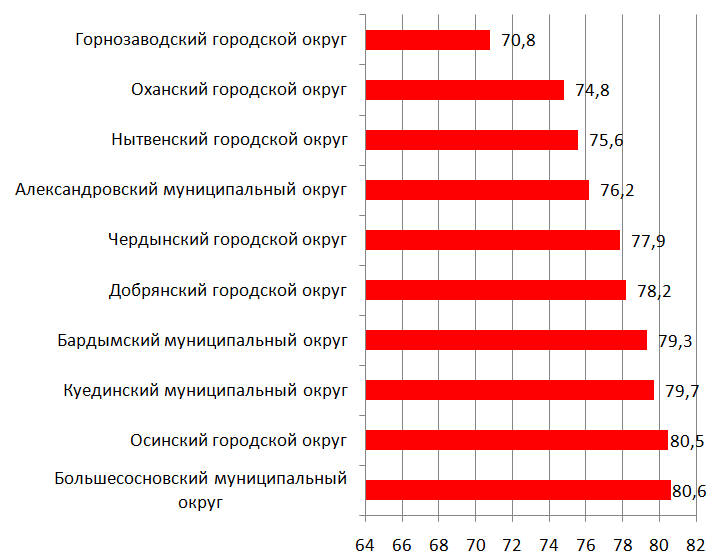 Горнозаводский городской округ 70,8
Оханский городской округ 74,8
Нытвенский городской округ 75,6
Александровский муниципальный округ 76,2
Чердынский городской округ 77,9
Добрянский городской округ 78,2
Бардымский муниципальный округ 79,3
Куединский муниципальный округ 79,7
Осинский городской округ 80,5
Большесосновский муниципальный
округ 80,6
64 66 68 70 72 74 76 78 80 82